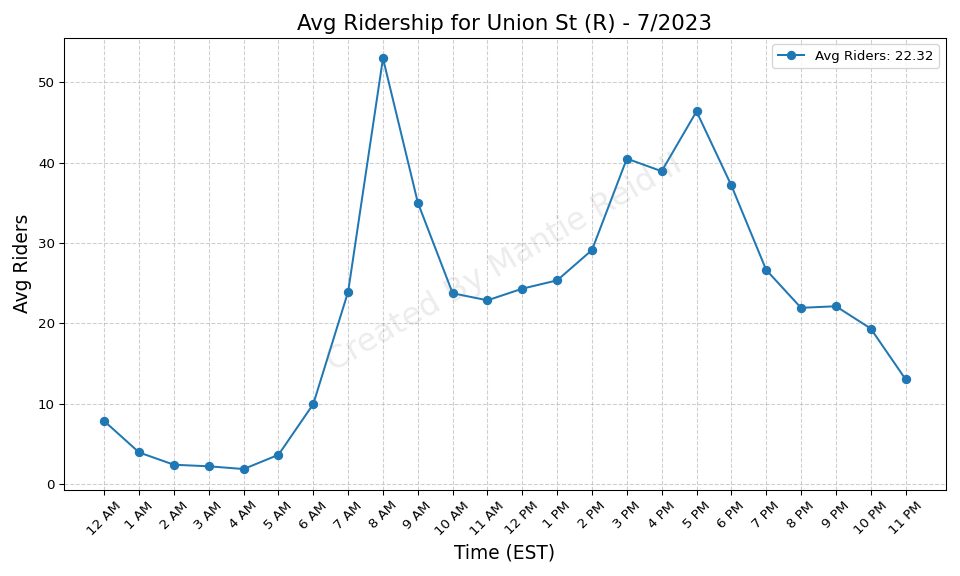 Avg Ridership for Union St (R) - 7/2023
Avg Riders: 22.32
Avg Riders
50
40
30
20
10
0
12 AM
1 AM
2 AM
3 AM
4 AM
5 AM
6 AM
7 AM
8 AM
9 AM
10 AM
11 AM
12 PM
1 PM
2 PM
3 PM
4 PM
5 PM
6 PM
7 PM
8 PM
9 PM
10 PM
11 PM
Time (EST)
Created By Mantie Reid II